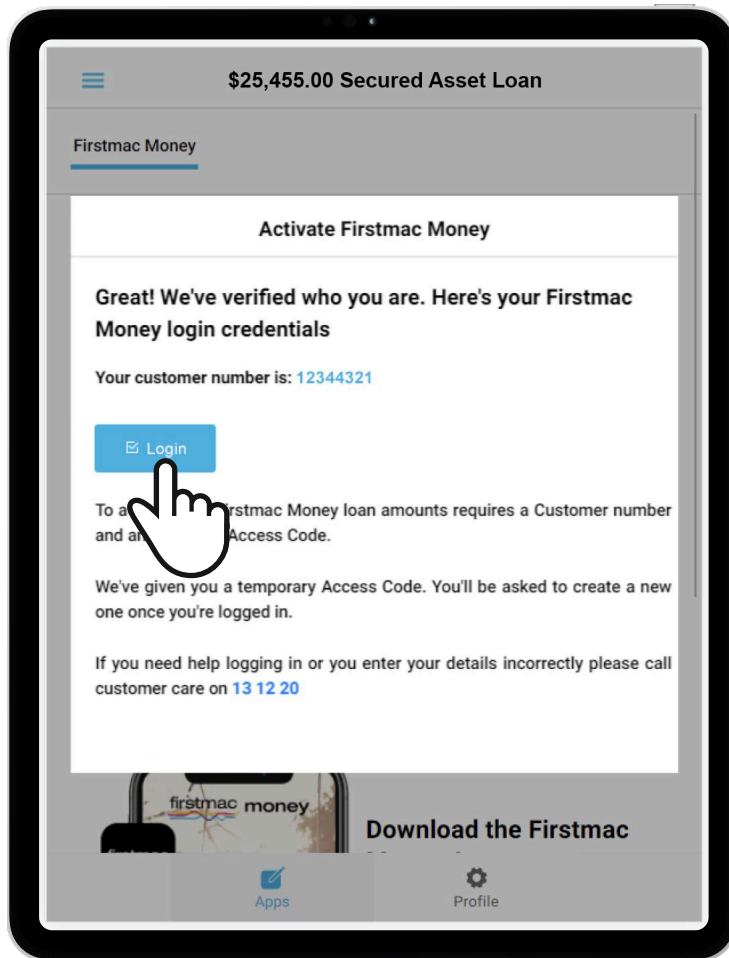 $25,455.00 Secured Asset Loan
Firstmac Money
Activate Firstmac Money
Great! We've verified who you are. Here's your Firstmac
Money login credentials
Your customer number is: 12344321
Login
To a rstmac Money loan amounts requires a Customer number
and an Access Code.
We've given you a temporary Access Code. You'll be asked to create a new
one once you're logged in.
If you need help logging in or you enter your details incorrectly please call
customer care on 13 12 20
firstmac money
Download the Firstmac
Apps
Profile